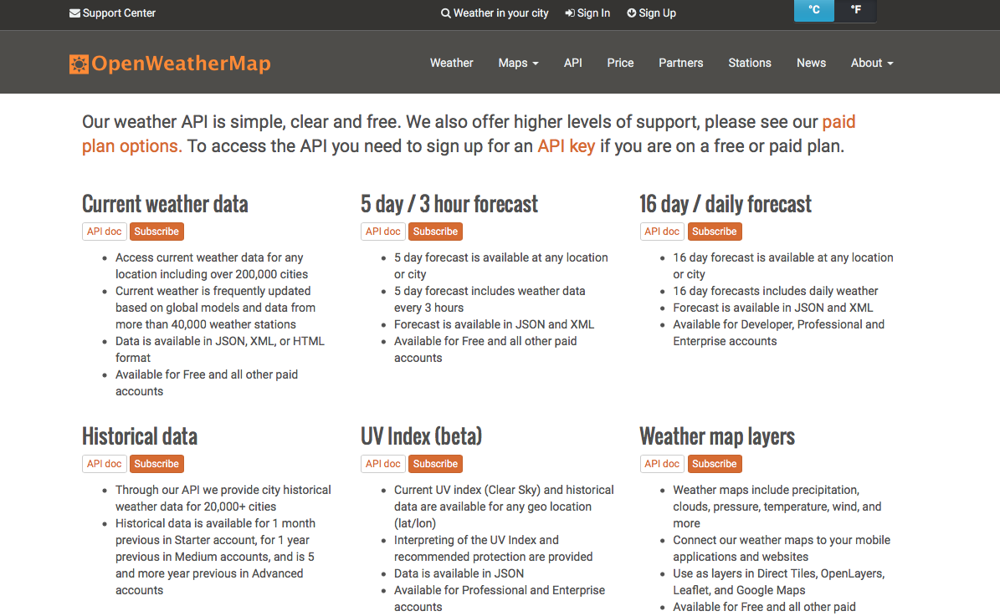 Support Center
Weather in your city
Sign In
Sign Up
°C
°F
OpenWeatherMap
Weather
Maps
API
Price
Partners
Stations
News
About
Our weather API is simple, clear and free. We also offer higher levels of support, please see our paid
plan options. To access the API you need to sign up for an API key if you are on a free or paid plan.
Current weather data
API doc
Subscribe
Access current weather data for any
location including over 200,000 cities
Current weather is frequently updated
based on global models and data from
more than 40,000 weather stations
Data is available in JSON, XML, or HTML
format
Available for Free and all other paid
accounts
5 day / 3 hour forecast
API doc
Subscribe
5 day forecast is available at any location
or city
5 day forecast includes weather data
every 3 hours
Forecast is available in JSON and XML
Available for Free and all other paid
accounts
16 day / daily forecast
API doc
Subscribe
16 day forecast is available at any location
or city
16 day forecasts includes daily weather
Forecast is available in JSON and XML
Available for Developer, Professional and
Enterprise accounts
Historical data
API doc
Subscribe
Through our API we provide city historical
weather data for 20,000+ cities
Historical data is available for 1 month
previous in Starter account, for 1 year
previous in Medium accounts, and is 5
and more year previous in Advanced
accounts
UV Index (beta)
API doc
Subscribe
Current UV index (Clear Sky) and historical
data are available for any geo location
(lat/lon)
Interpreting of the UV Index and
recommended protection are provided
Data is available in JSON
Available for Professional and Enterprise
accounts
Weather map layers
API doc
Subscribe
Weather maps include precipitation,
clouds, pressure, temperature, wind, and
more
Connect our weather maps to your mobile
applications and websites
Use as layers in Direct Tiles, OpenLayers,
Leaflet, and Google Maps
Available for Free and all other paid